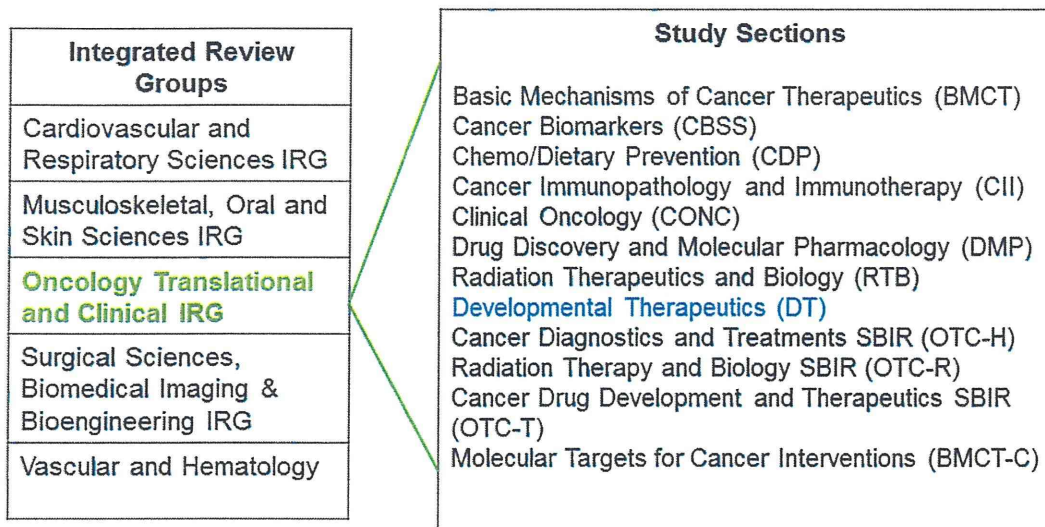 Integrated Review
Groups
Cardiovascular and
Respiratory Sciences IRG
Musculoskeletal, Oral and
Skin Sciences IRG
Oncology Translational
and Clinical IRG
Surgical Sciences,
Biomedical Imaging &
Bioengineering IRG
Vascular and Hematology
Study Sections
Basic Mechanisms of Cancer Therapeutics (BMCT)
Cancer Biomarkers (CBSS)
Chemo/Dietary Prevention (CDP)
Cancer Immunopathology and Immunotherapy (CII)
Clinical Oncology (CONC)
Drug Discovery and Molecular Pharmacology (DMP)
Radiation Therapeutics and Biology (RTB)
Developmental Therapeutics (DT)
Cancer Diagnostics and Treatments SBIR (OTC-H)
Radiation Therapy and Biology SBIR (OTC-R)
Cancer Drug Development and Therapeutics SBIR
(OTC-T)
Molecular Targets for Cancer Interventions (BMCT-C)